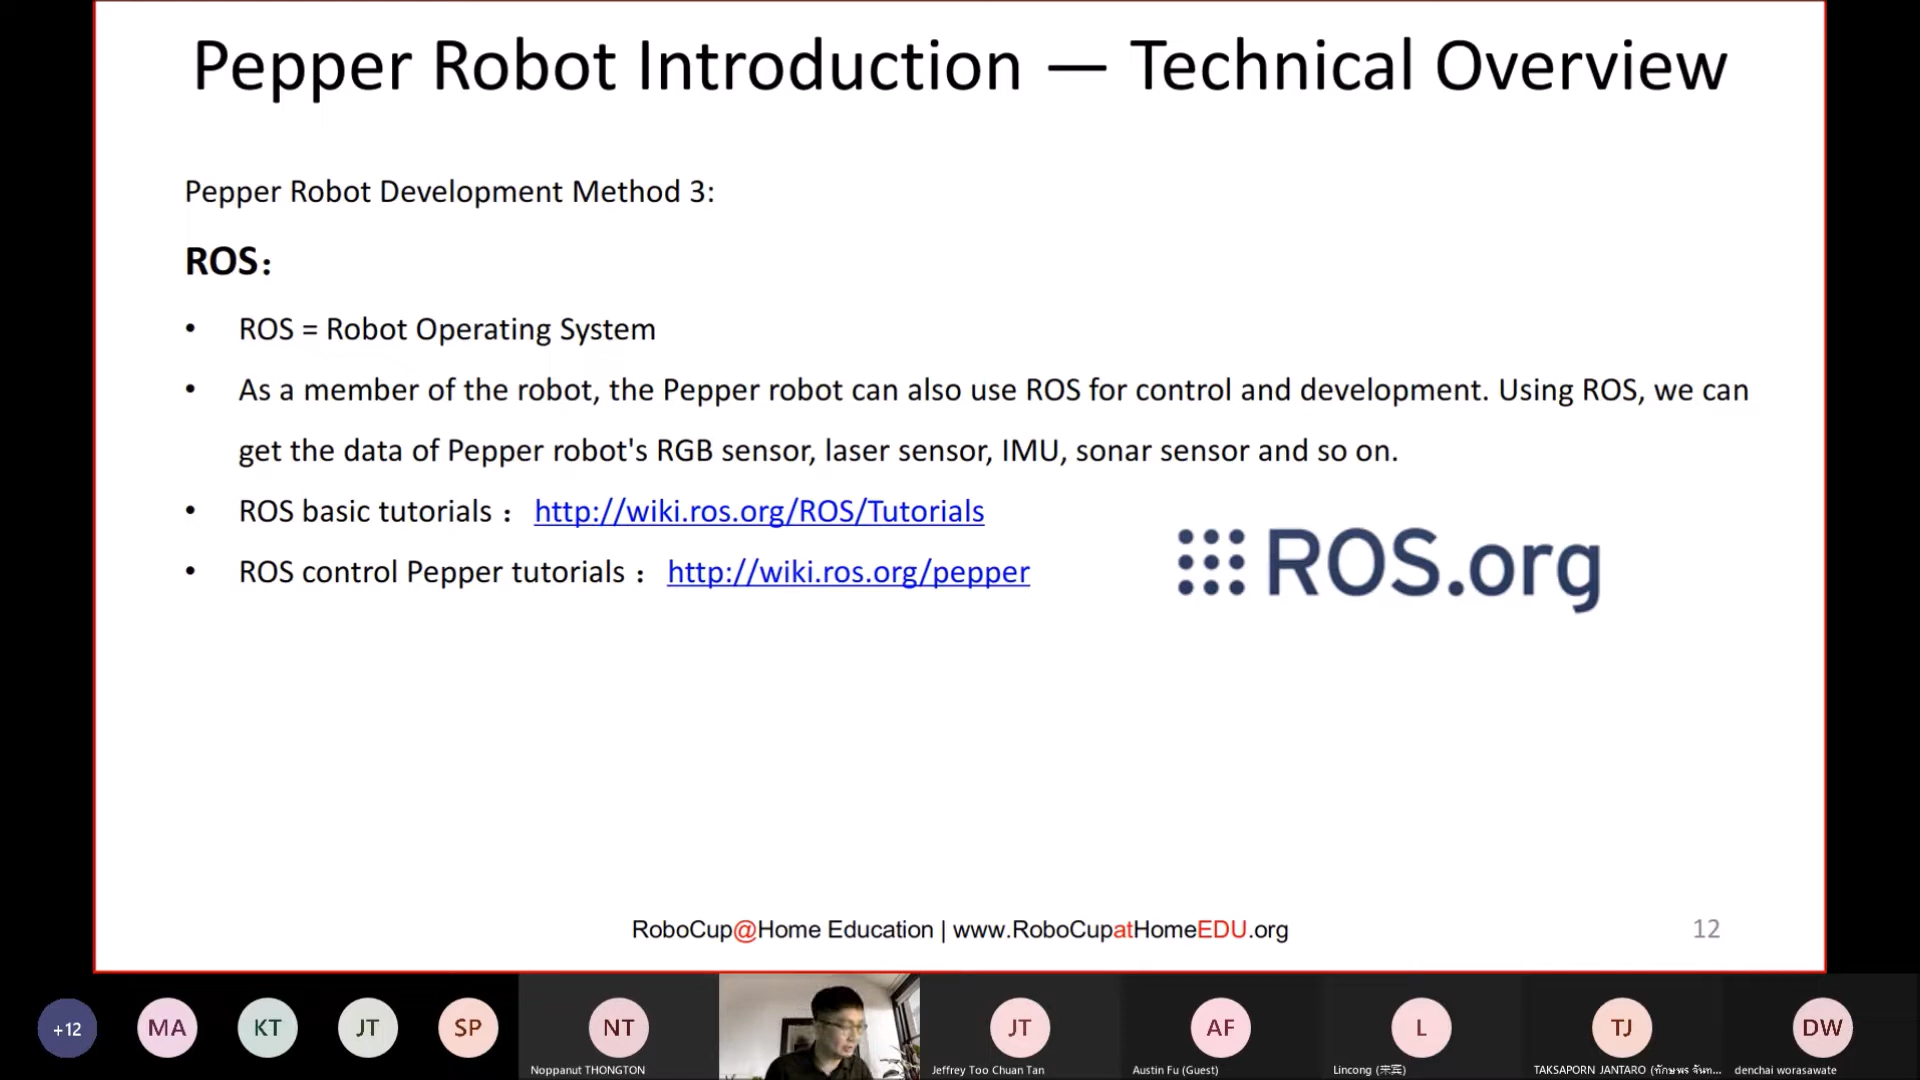 Pepper Robot Introduction — Technical Overview
Pepper Robot Development Method 3:
ROS：
• ROS = Robot Operating System
• As a member of the robot, the Pepper robot can also use ROS for control and development. Using ROS, we can
get the data of Pepper robot's RGB sensor, laser sensor, IMU, sonar sensor and so on.
• ROS basic tutorials： http://wiki.ros.org/ROS/Tutorials
• ROS control Pepper tutorials： http://wiki.ros.org/pepper
ROS.org
RoboCup@Home Education | www.RoboCupatHomeEDU.org
12
+12 MA KT JT SP NT JT AF L TJ DW
Noppanut THONGTON Jeffrey Too Chuan Tan Austin Fu (Guest) Lincong (宋宾) TAKSAPORN JANTARO (ทักษพร จันท... denchai worasawate